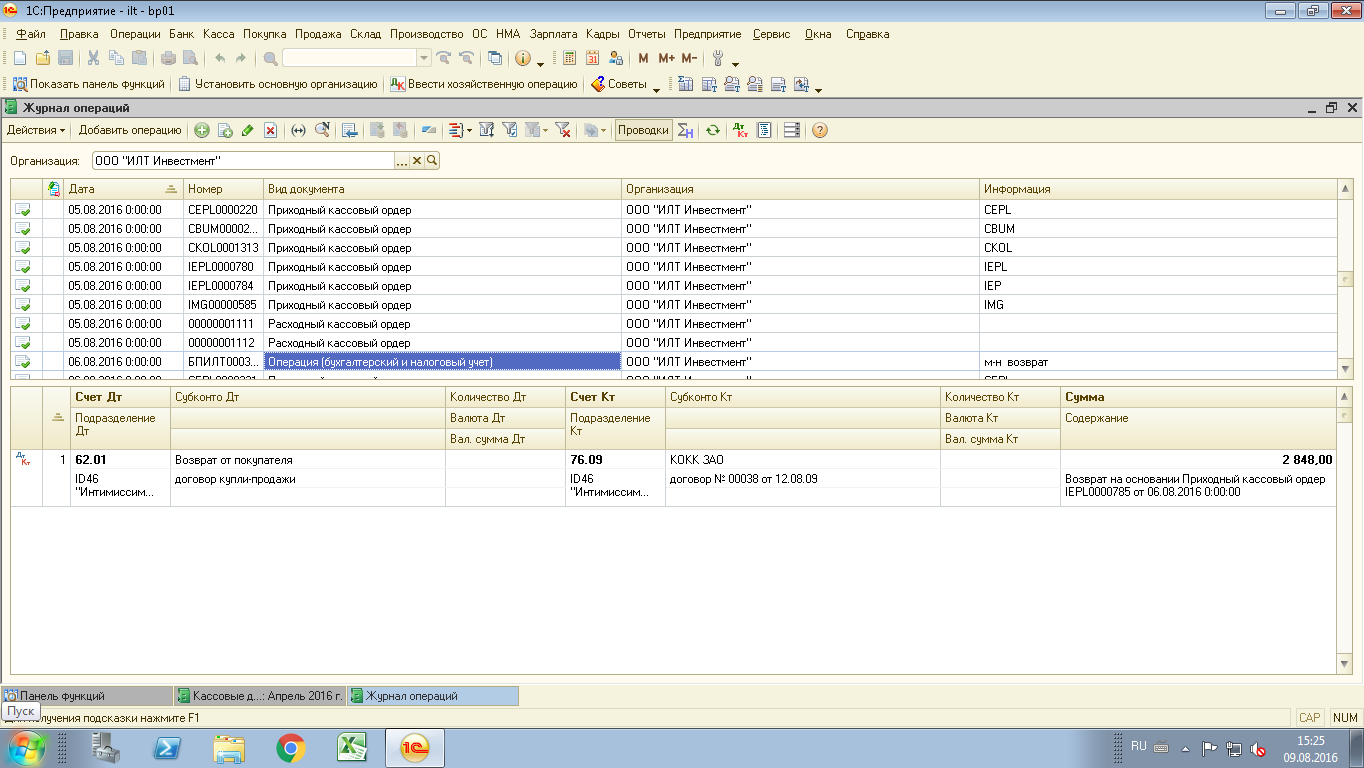 1С:Предприятие - ilt - bp01
Файл Правка Операции Банк Касса Покупка Продажа Склад Производство ОС НМА Зарплата Кадры Отчеты Предприятие Сервис Окна Справка
M M+ M-
Показать панель функций Установить основную организацию Ввести хозяйственную операцию Советы
Журнал операций
Действия Добавить операцию Проводки
Организация: ООО "ИЛТ Инвестмент"
Дата Номер Вид документа Организация Информация
05.08.2016 0:00:00 CEPL0000220 Приходный кассовый ордер ООО "ИЛТ Инвестмент" CEPL
05.08.2016 0:00:00 CBUM00002... Приходный кассовый ордер ООО "ИЛТ Инвестмент" CBUM
05.08.2016 0:00:00 CKOL0001313 Приходный кассовый ордер ООО "ИЛТ Инвестмент" CKOL
05.08.2016 0:00:00 IEPL0000780 Приходный кассовый ордер ООО "ИЛТ Инвестмент" IEPL
05.08.2016 0:00:00 IEPL0000784 Приходный кассовый ордер ООО "ИЛТ Инвестмент" IEP
05.08.2016 0:00:00 IMG00000585 Приходный кассовый ордер ООО "ИЛТ Инвестмент" IMG
05.08.2016 0:00:00 00000001111 Расходный кассовый ордер ООО "ИЛТ Инвестмент"
05.08.2016 0:00:00 00000001112 Расходный кассовый ордер ООО "ИЛТ Инвестмент"
06.08.2016 0:00:00 БПИЛТ0003... Операция (бухгалтерский и налоговый учет) ООО "ИЛТ Инвестмент" м-н возврат
Счет Дт Субконто Дт Количество Дт Счет Кт Субконто Кт Количество Кт Сумма
Подразделение Дт Валюта Дт Подразделение Кт Валюта Кт Содержание
Вал. сумма Дт Вал. сумма Кт
1 62.01 Возврат от покупателя 76.09 КОКК ЗАО 2 848,00
ID46 договор купли-продажи ID46 договор № 00038 от 12.08.09 Возврат на основании Приходный кассовый ордер
"Интимиссим... "Интимиссим... IEPL0000785 от 06.08.2016 0:00:00
Панель функций Кассовые д...: Апрель 2016 г. Журнал операций
Пуск
получения подсказки нажмите F1 CAP NUM
RU 15:25
09.08.2016